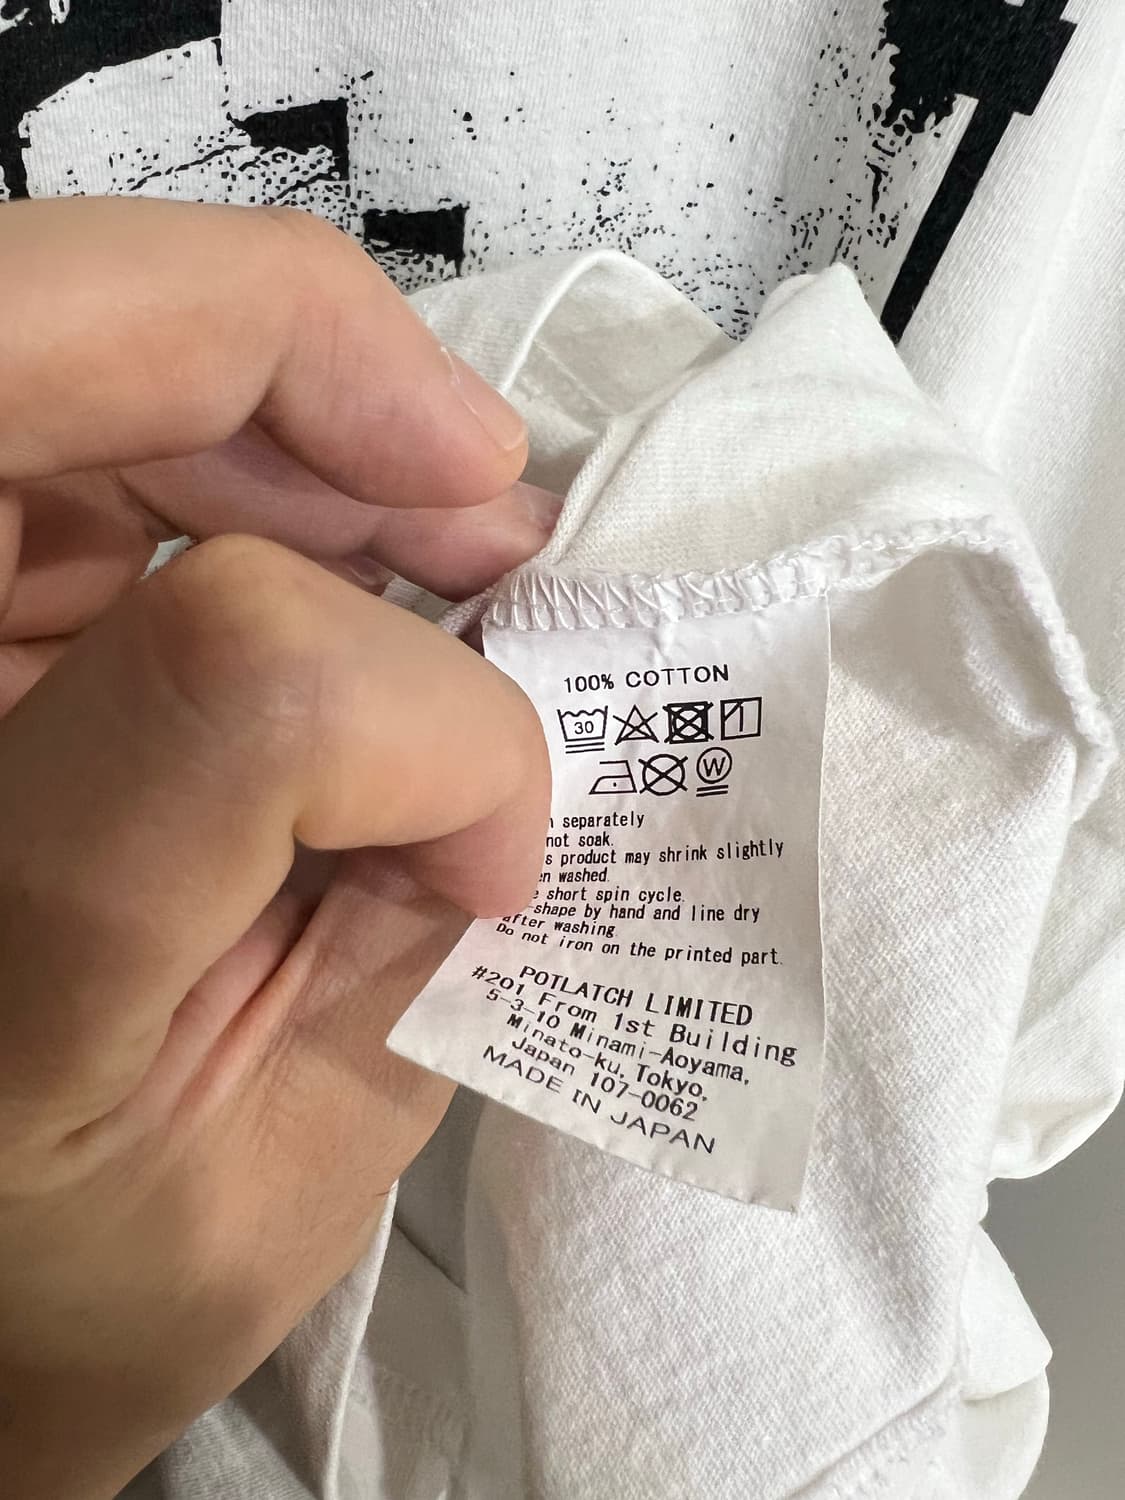 100% COTTON
30
W
separately
not soak.
product may shrink slightly
washed.
short spin cycle.
-shape by hand and line dry
after washing.
Do not iron on the printed part.
POTLATCH LIMITED
#201 From 1st Building
5-3-10 Minami-Aoyama,
Minato-ku, Tokyo,
Japan 107-0062
MADE IN JAPAN